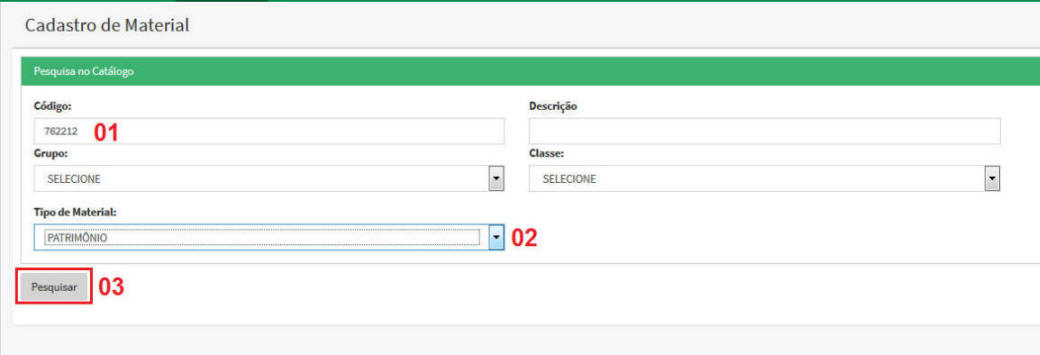 Cadastro de Material
Pesquisa no Catálogo
Código: Descrição
762212 01
Grupo: Classe:
SELECIONE SELECIONE
Tipo de Material:
PATRIMÔNIO 02
Pesquisar 03